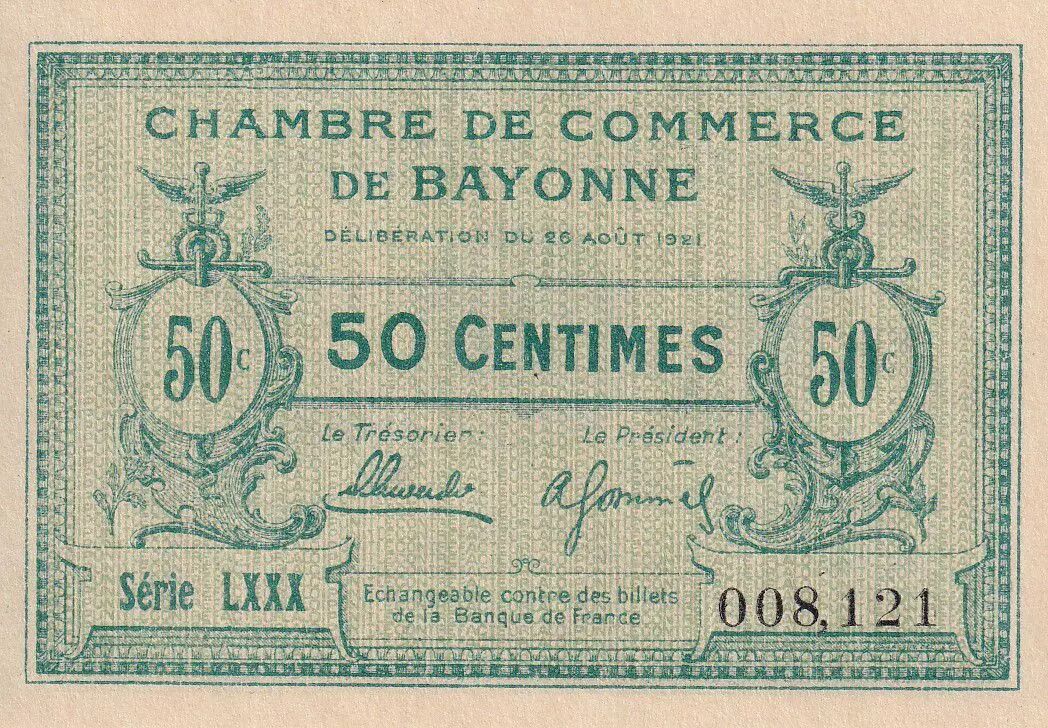 CHAMBRE DE COMMERCE
DE BAYONNE
DÉLIBÉRATION DU 26 AOÛT 1921
50c
50 CENTIMES
50c
Le Trésorier:
Le Président:
Série LXXX
Echangeable contre des billets
de la Banque de France
008,121